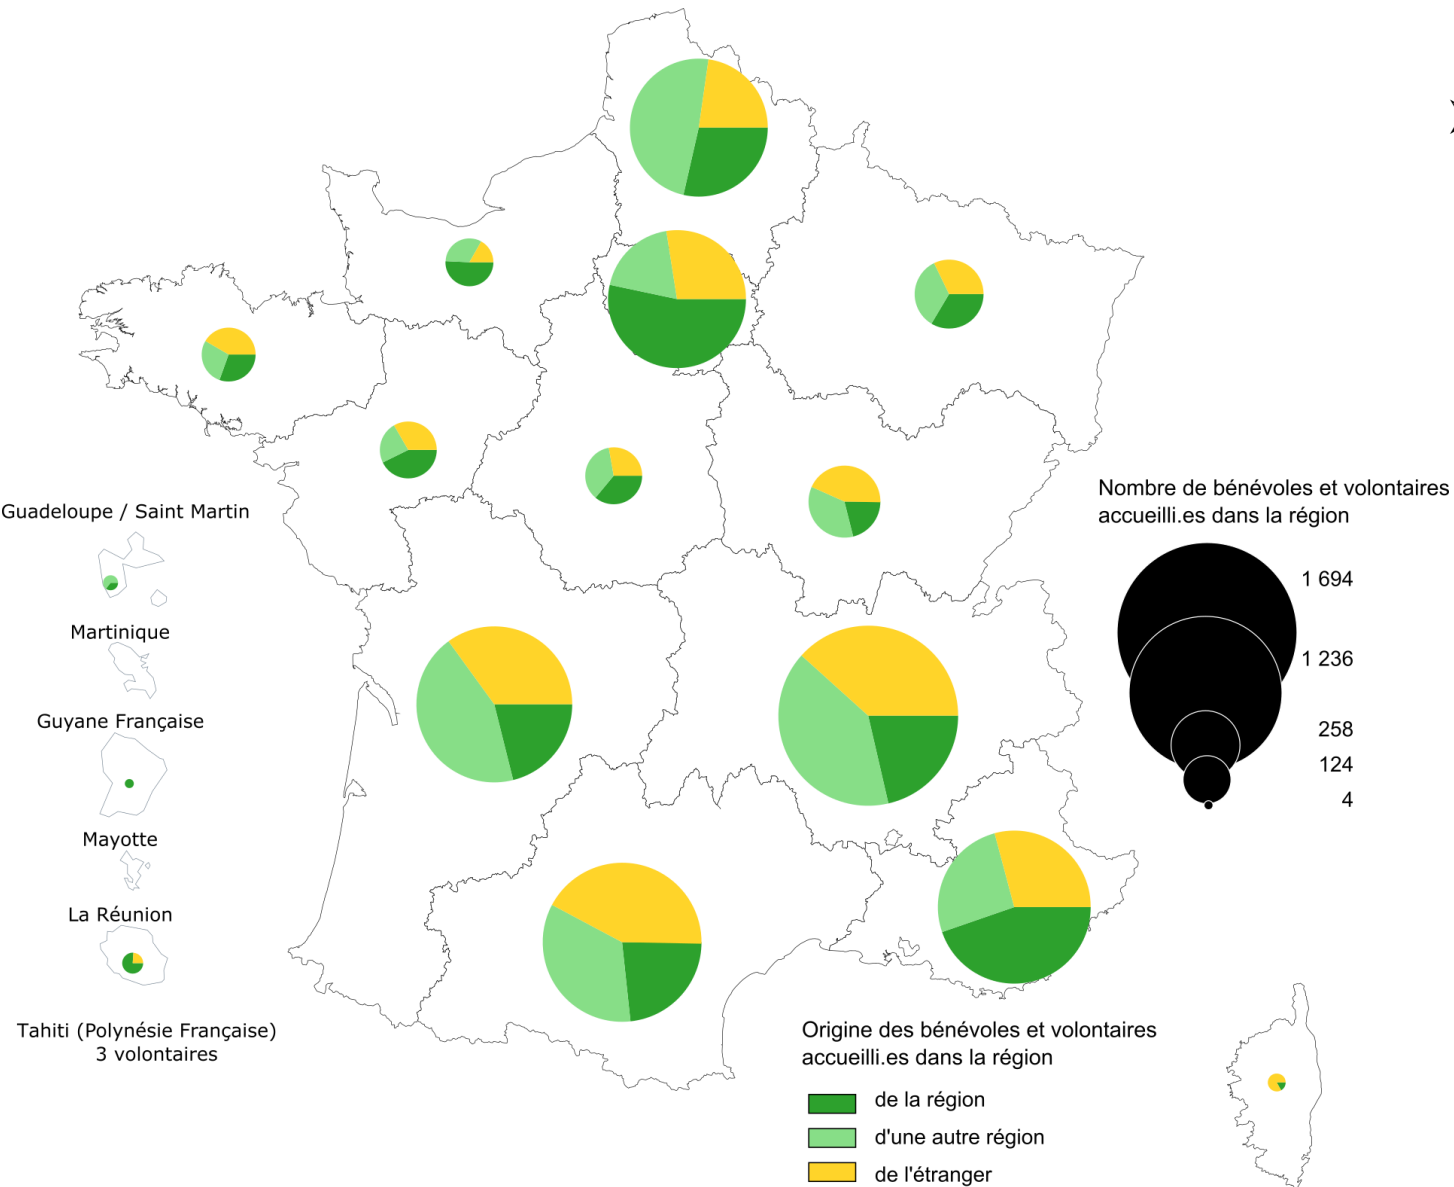 Guadeloupe / Saint Martin
Martinique
Guyane Française
Mayotte
La Réunion
Tahiti (Polynésie Française)
3 volontaires
Nombre de bénévoles et volontaires
accueilli.es dans la région
1 694
1 236
258
124
4
Origine des bénévoles et volontaires
accueilli.es dans la région
de la région
d'une autre région
de l'étranger